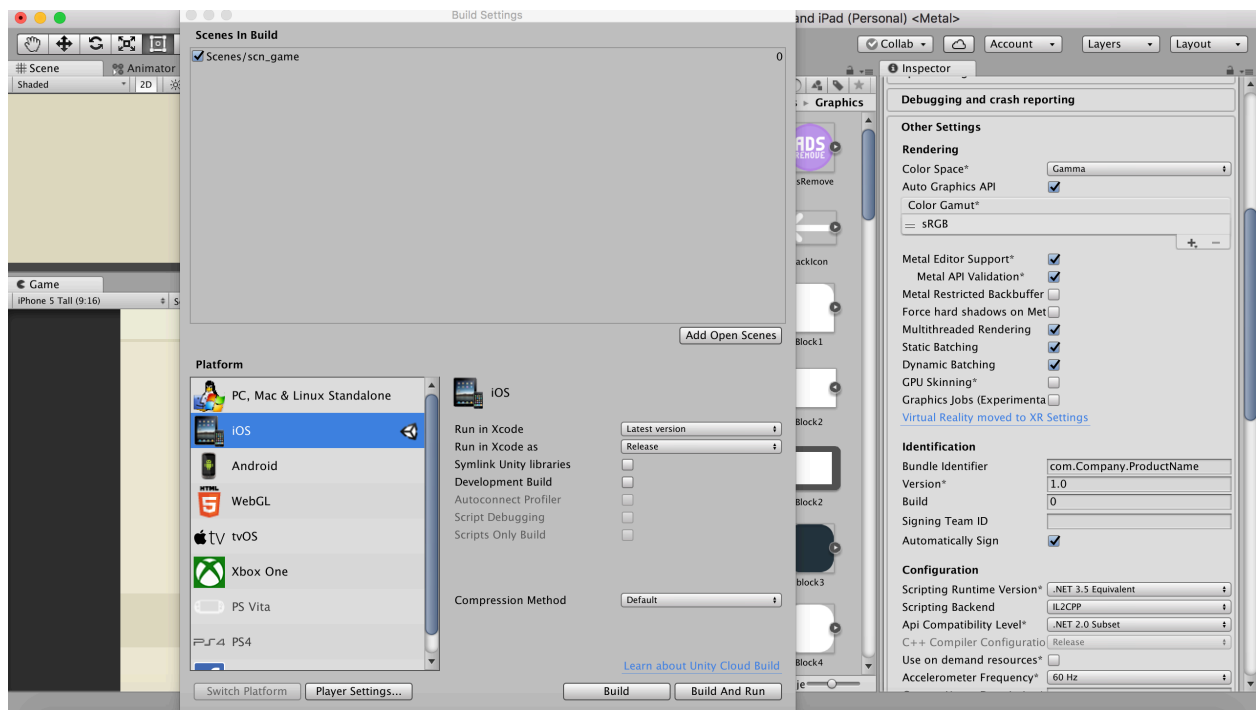 Build Settings
and iPad (Personal) <Metal>
Collab
Account
Layers
Layout
# Scene
Animator
Shaded
2D
Scenes In Build
Scenes/scn_game
0
Add Open Scenes
Game
iPhone 5 Tall (9:16)
S
Platform
PC, Mac & Linux Standalone
iOS
Android
HTML
5
WebGL
tv tvOS
Xbox One
PS Vita
PS4 PS4
iOS
Run in Xcode
Latest version
Run in Xcode as
Release
Symlink Unity libraries
Development Build
Autoconnect Profiler
Script Debugging
Scripts Only Build
Compression Method
Default
Learn about Unity Cloud Build
Switch Platform
Player Settings...
Build
Build And Run
Graphics
ADS
REMOVE
sRemove
ackIcon
Block1
Block2
Block2
block3
Block4
je
Inspector
Debugging and crash reporting
Other Settings
Rendering
Color Space*
Gamma
Auto Graphics API
Color Gamut*
= sRGB
Metal Editor Support*
Metal API Validation*
Metal Restricted Backbuffer
Force hard shadows on Met
Multithreaded Rendering
Static Batching
Dynamic Batching
GPU Skinning*
Graphics Jobs (Experimenta
Virtual Reality moved to XR Settings
Identification
Bundle Identifier
com.Company.ProductName
Version*
1.0
Build
0
Signing Team ID
Automatically Sign
Configuration
Scripting Runtime Version*
.NET 3.5 Equivalent
Scripting Backend
IL2CPP
Api Compatibility Level*
.NET 2.0 Subset
C++ Compiler Configuratio
Release
Use on demand resources*
Accelerometer Frequency*
60 Hz